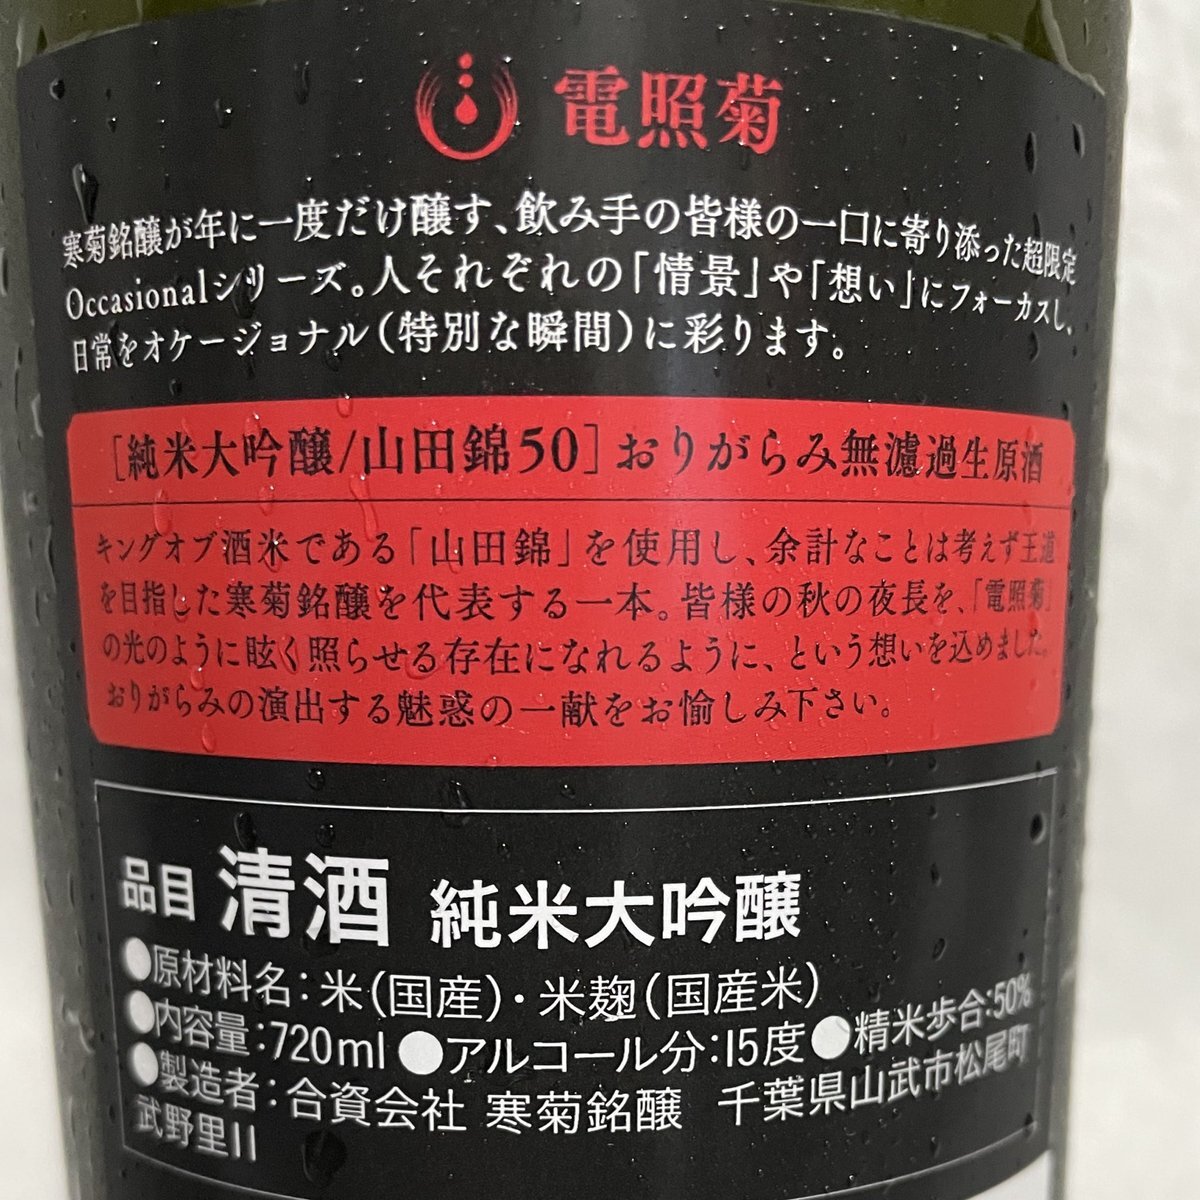 電照菊
寒菊銘醸が年に一度だけ醸す、飲み手の皆様の一口に寄り添った超限定
Occasionalシリーズ。人それぞれの「情景」や「想い」にフォーカスし、
日常をオケージョナル(特別な瞬間)に彩ります。
[純米大吟醸/山田錦50]おりがらみ無濾過生原酒
キングオブ酒米である「山田錦」を使用し、余計なことは考えず王道
を目指した寒菊銘醸を代表する一本。皆様の秋の夜長を、「電照菊」
の光のように眩く照らせる存在になれるように、という想いを込めました。
おりがらみの演出する魅惑の一献をお愉しみ下さい。
品目 清酒 純米大吟醸
●原材料名:米(国産)・米麹(国産米)
●内容量:720ml ●アルコール分:15度 ●精米歩合:50%
●製造者:合資会社 寒菊銘醸 千葉県山武市松尾町
武野里11